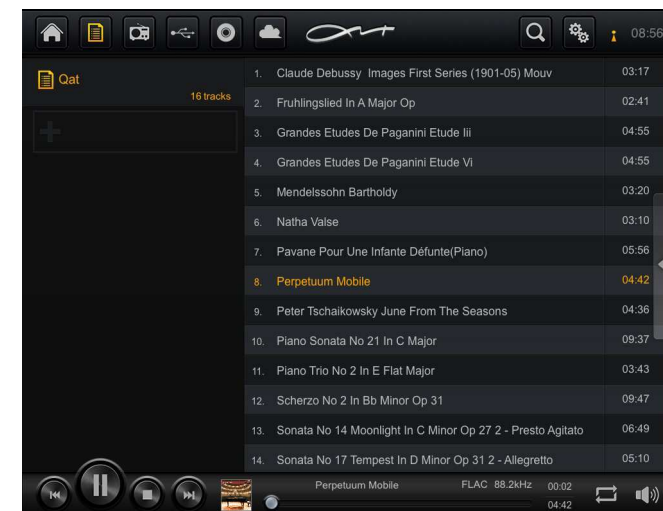 08:56
Qat
16 tracks
1. Claude Debussy Images First Series (1901-05) Mouv 03:17
2. Fruhlingslied In A Major Op 02:41
3. Grandes Etudes De Paganini Etude Iii 04:55
4. Grandes Etudes De Paganini Etude Vi 04:55
5. Mendelssohn Bartholdy 03:20
6. Natha Valse 03:10
7. Pavane Pour Une Infante Défunte(Piano) 05:56
8. Perpetuum Mobile 04:42
9. Peter Tschaikowsky June From The Seasons 04:36
10. Piano Sonata No 21 In C Major 09:37
11. Piano Trio No 2 In E Flat Major 03:43
12. Scherzo No 2 In Bb Minor Op 31 09:47
13. Sonata No 14 Moonlight In C Minor Op 27 2 - Presto Agitato 06:49
14. Sonata No 17 Tempest In D Minor Op 31 2 - Allegretto 05:10
Perpetuum Mobile FLAC 88.2kHz 00:02
04:42